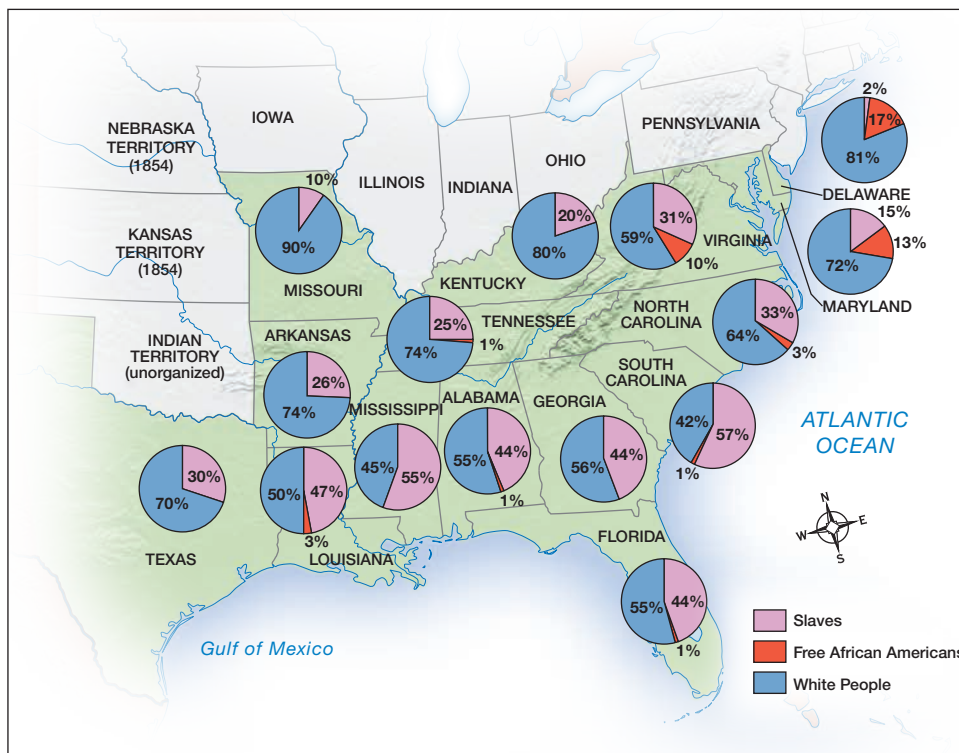 NEBRASKA
TERRITORY
(1854)
IOWA
ILLINOIS
INDIANA
OHIO
PENNSYLVANIA
2%
17%
81%
DELAWARE
15%
13%
72%
MARYLAND
KANSAS
TERRITORY
(1854)
10%
90%
MISSOURI
20%
80%
KENTUCKY
31%
59%
10%
VIRGINIA
INDIAN
TERRITORY
(unorganized)
ARKANSAS
26%
74%
25%
74%
1%
TENNESSEE
NORTH
CAROLINA
33%
64%
3%
SOUTH
CAROLINA
42%
57%
1%
MISSISSIPPI
45%
55%
ALABAMA
55%
44%
1%
GEORGIA
56%
44%
ATLANTIC
OCEAN
30%
70%
TEXAS
50%
47%
3%
LOUISIANA
FLORIDA
55%
44%
1%
Gulf of Mexico
N
E
W
S
Slaves
Free African Americans
White People